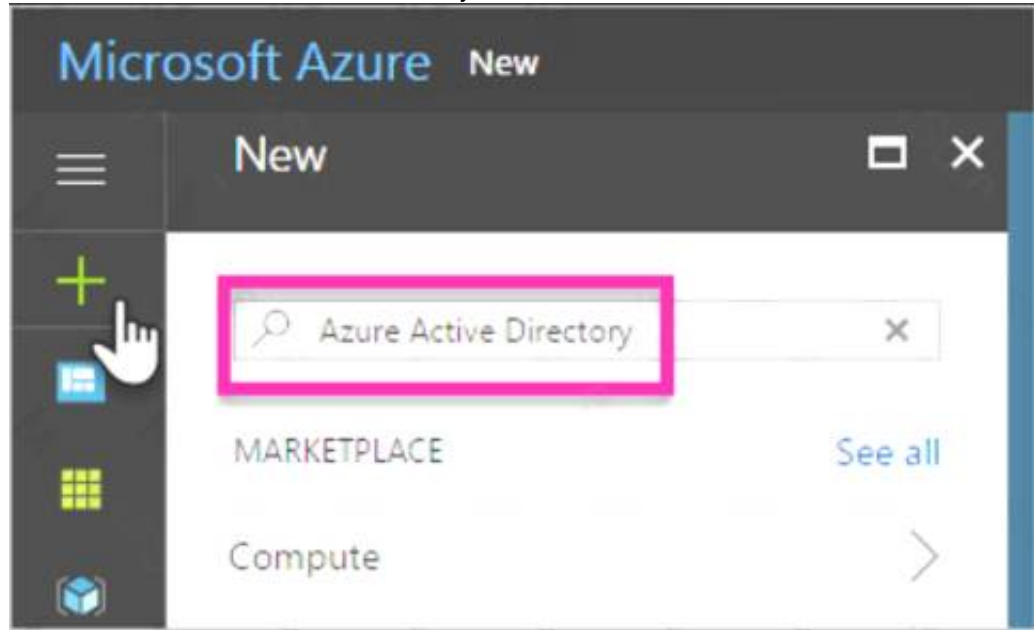 Microsoft Azure New
New
Azure Active Directory
MARKETPLACE See all
Compute